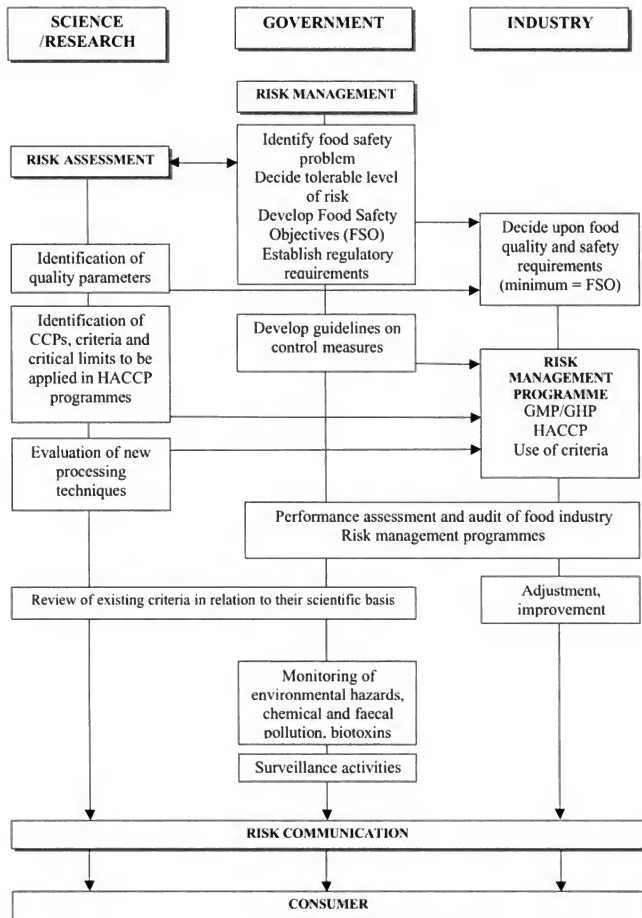 SCIENCE
/RESEARCH
GOVERNMENT
INDUSTRY
RISK MANAGEMENT
RISK ASSESSMENT
Identify food safety
problem
Decide tolerable level
of risk
Develop Food Safety
Objectives (FSO)
Establish regulatory
requirements
Decide upon food
quality and safety
requirements
(minimum = FSO)
Identification of
quality parameters
Identification of
CCPs, criteria and
critical limits to be
applied in HACCP
programmes
Develop guidelines on
control measures
RISK
MANAGEMENT
PROGRAMME
GMP/GHP
HACCP
Use of criteria
Evaluation of new
processing
techniques
Performance assessment and audit of food industry
Risk management programmes
Review of existing criteria in relation to their scientific basis
Adjustment,
improvement
Monitoring of
environmental hazards,
chemical and faecal
pollution, biotoxins
Surveillance activities
RISK COMMUNICATION
CONSUMER